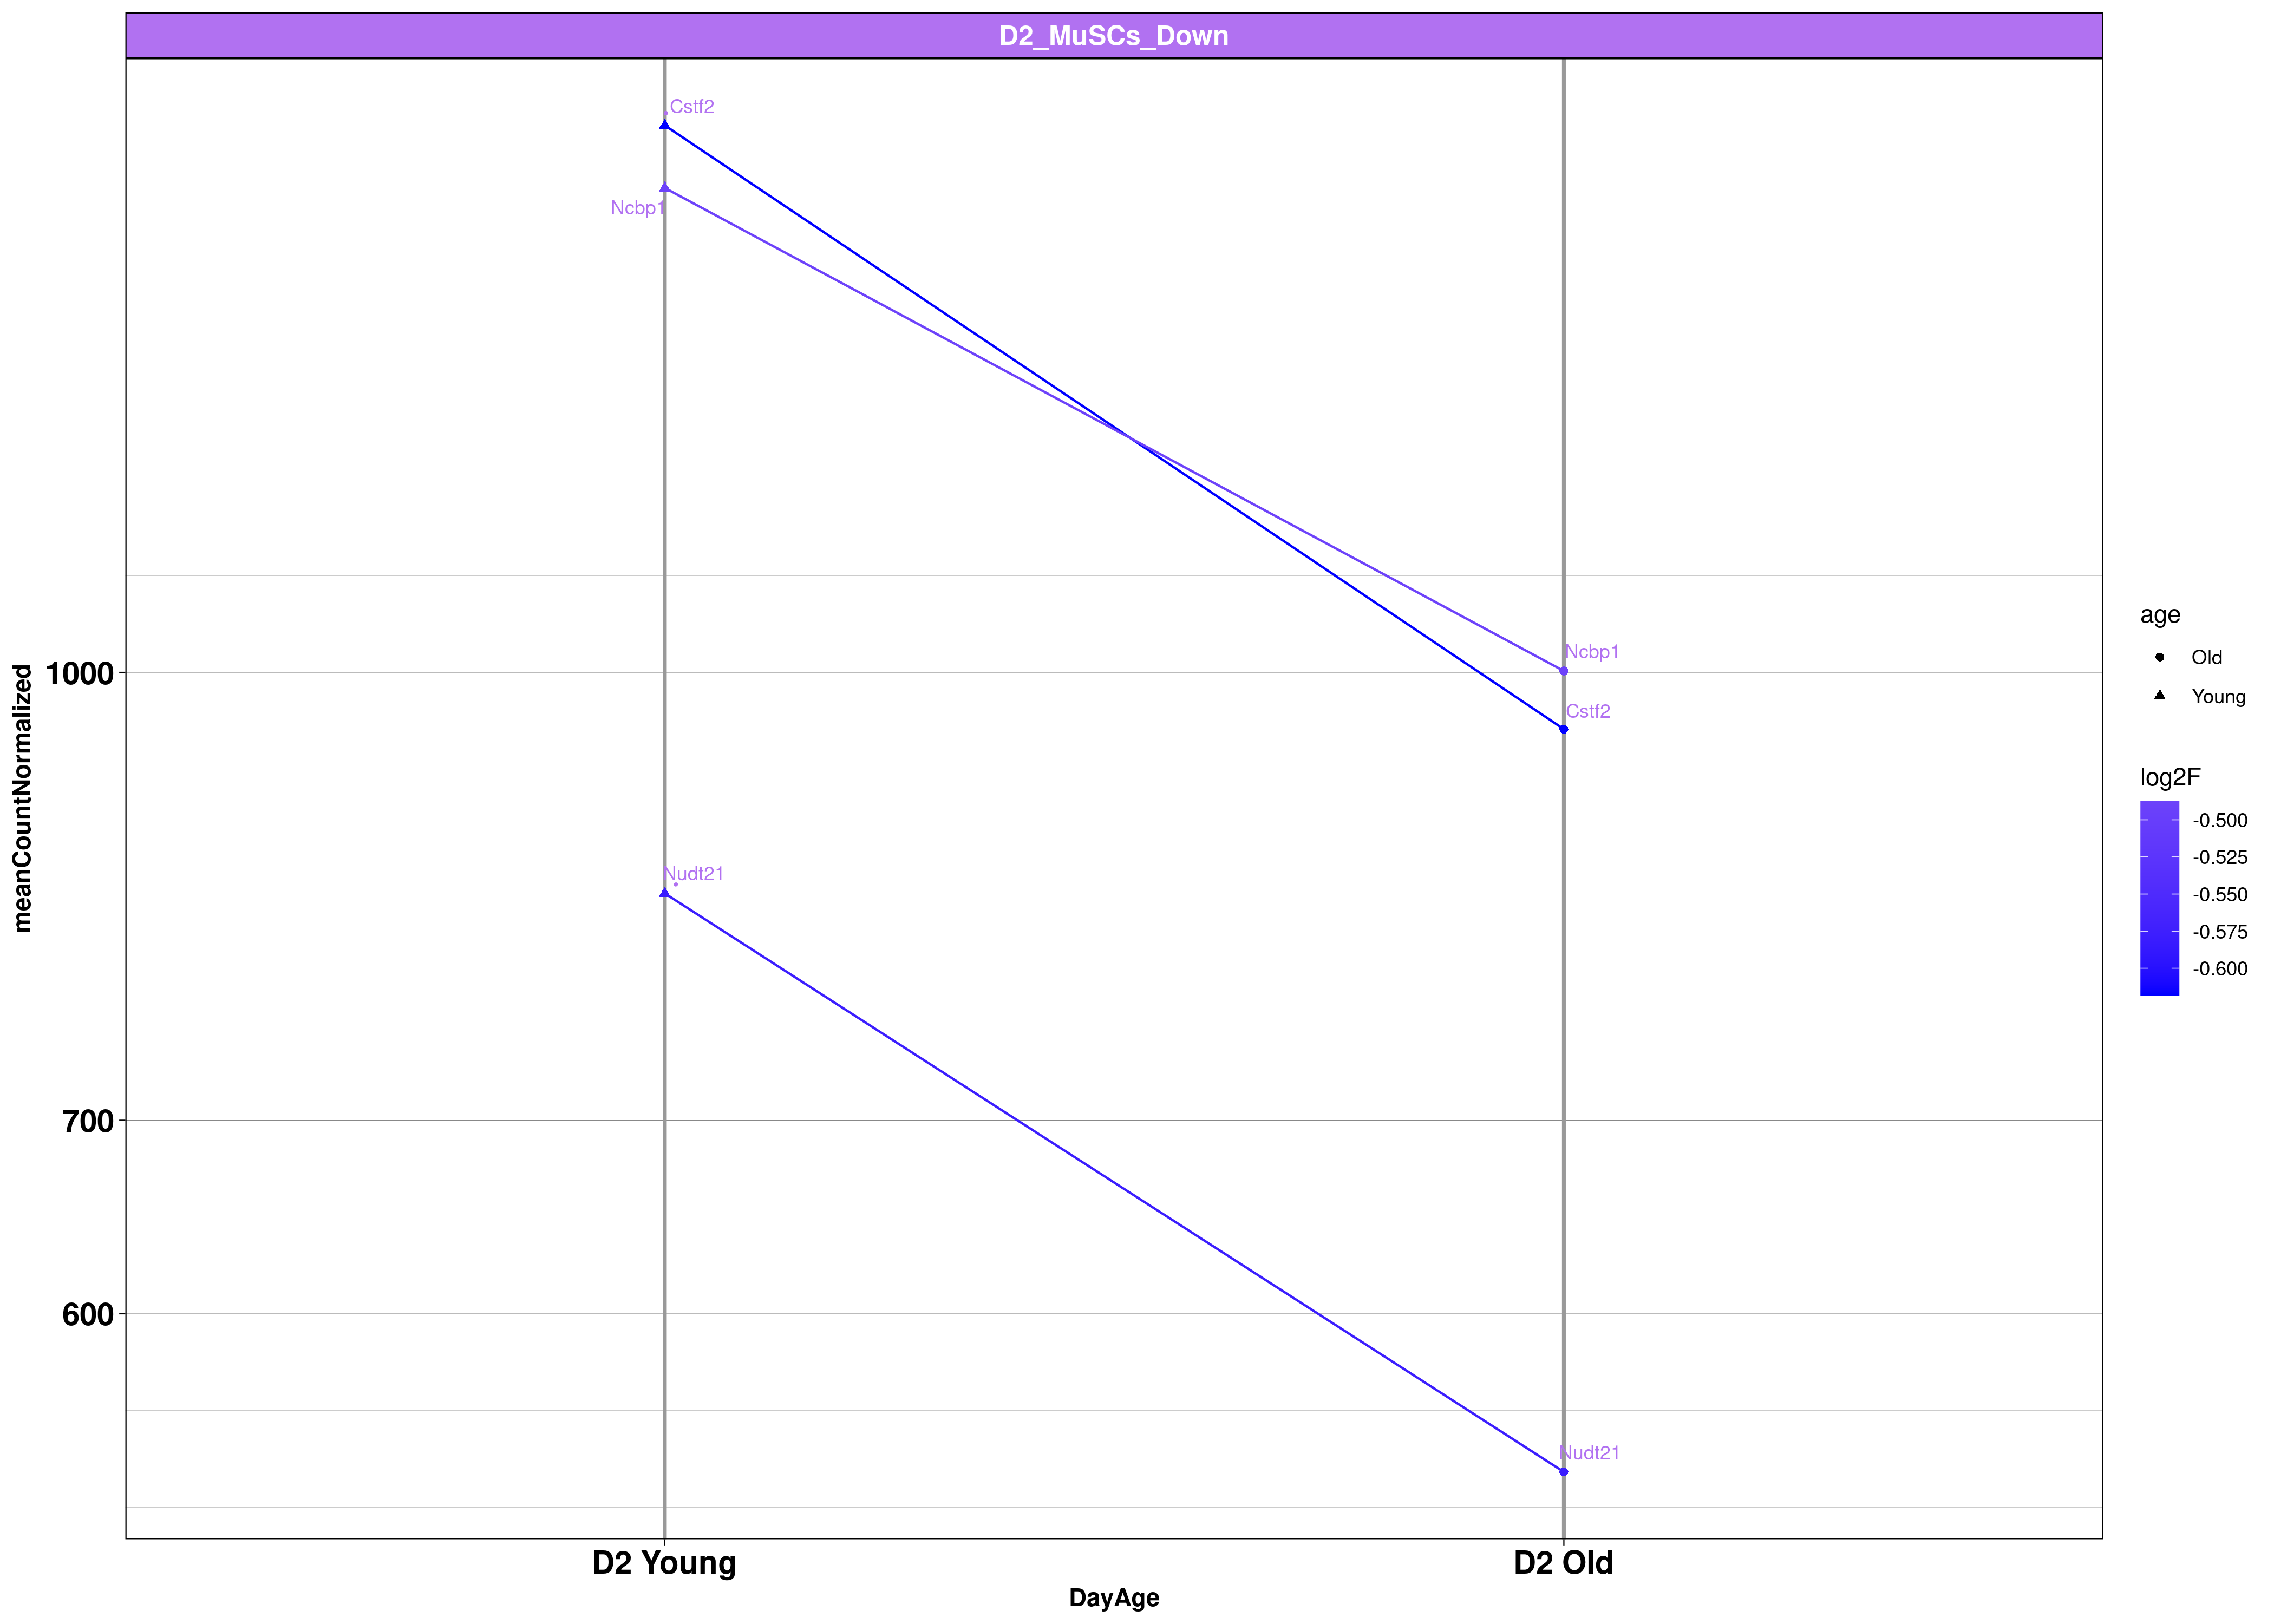 D2_MuSCs_Down
Cstf2
Ncbp1
Ncbp1
Cstf2
Nudt21
Nudt21
1000
700
600
meanCountNormalized
D2 Young
D2 Old
DayAge
age
Old
Young
log2F
-0.500
-0.525
-0.550
-0.575
-0.600